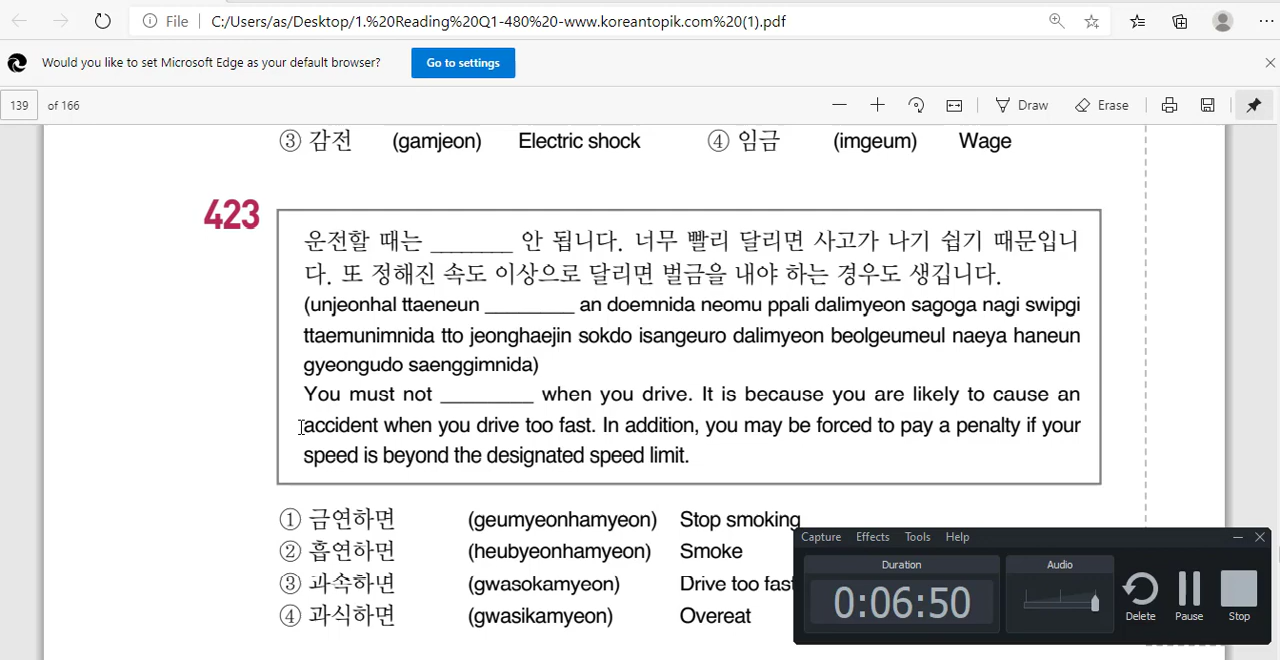 File C:/Users/as/Desktop/1.%20Reading%20Q1-480%20-www.koreantopik.com%20(1).pdf
Would you like to set Microsoft Edge as your default browser? Go to settings
139 of 166 Draw Erase
③ 감전 (gamjeon) Electric shock ④ 임금 (imgeum) Wage
423
운전할 때는 ________ 안 됩니다. 너무 빨리 달리면 사고가 나기 쉽기 때문입니
다. 또 정해진 속도 이상으로 달리면 벌금을 내야 하는 경우도 생깁니다.
(unjeonhal ttaeneun _________ an doemnida neomu ppali dalimyeon sagoga nagi swipgi
ttaemunimnida tto jeonghaejin sokdo isangeuro dalimyeon beolgeumeul naeya haneun
gyeongudo saenggimnida)
You must not _________ when you drive. It is because you are likely to cause an
accident when you drive too fast. In addition, you may be forced to pay a penalty if your
speed is beyond the designated speed limit.
① 금연하면 (geumyeonhamyeon) Stop smoking
② 흡연하면 (heubyeonhamyeon) Smoke
③ 과속하면 (gwasokamyeon) Drive too fast
④ 과식하면 (gwasikamyeon) Overeat
Capture Effects Tools Help
Duration Audio
0:06:50
Delete Pause Stop